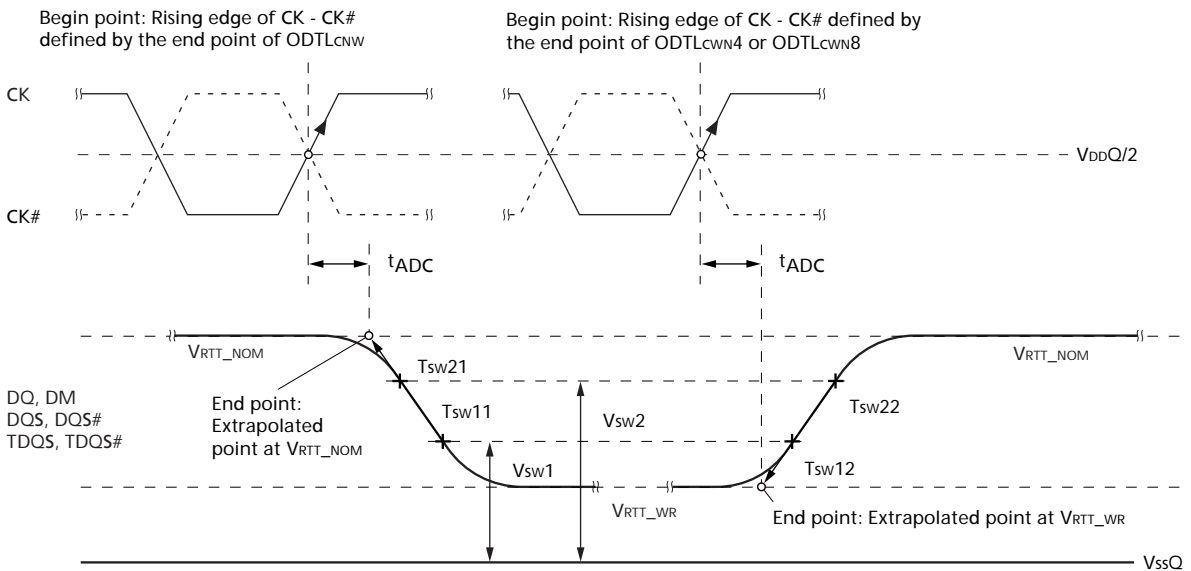 Begin point: Rising edge of CK - CK#
defined by the end point of ODTLCNW
Begin point: Rising edge of CK - CK# defined by
the end point of ODTLCWN4 or ODTLCWN8
CK
VDDQ/2
CK#
tADC
tADC
VRTT_NOM
VRTT_NOM
TSW21
DQ, DM
DQS, DQS#
TDQS, TDQS#
End point:
Extrapolated
point at VRTT_NOM
TSW11
VSW2
TSW22
VSW1
TSW12
VRTT_WR
End point: Extrapolated point at VRTT_WR
VSSQ